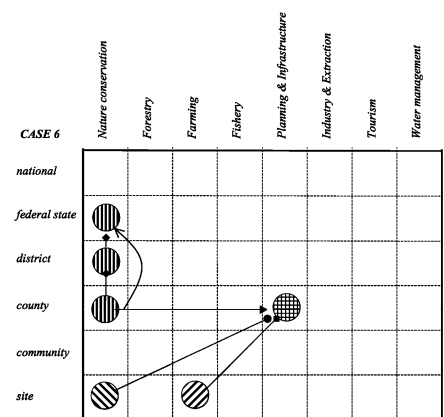 CASE 6
Nature conservation
Forestry
Farming
Fishery
Planning & Infrastructure
Industry & Extraction
Tourism
Water management
national
federal state
district
county
community
site